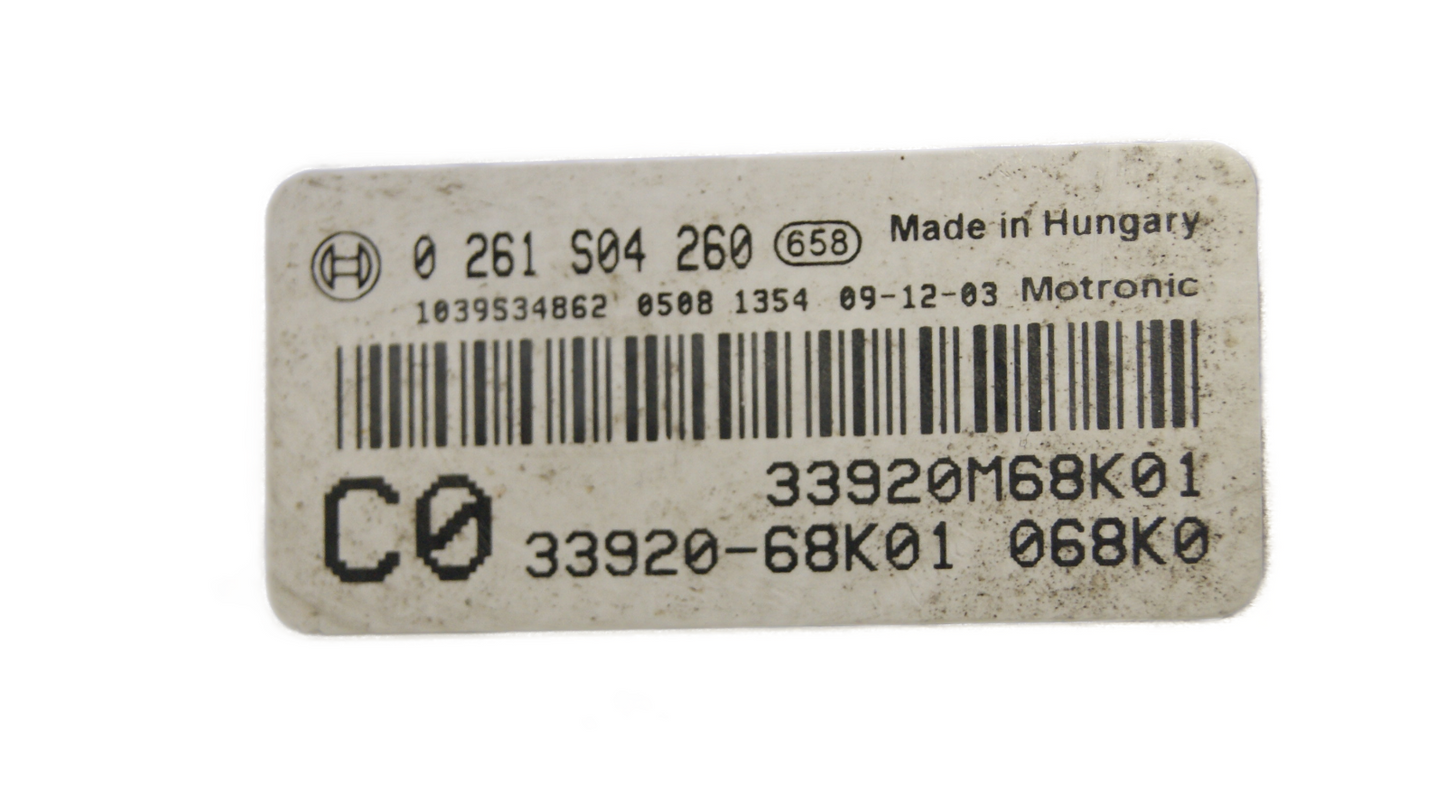 0 261 S04 260 658 Made in Hungary
1039S34862 0508 1354 09-12-03 Motronic
33920M68K01
C0 33920-68K01 068K0